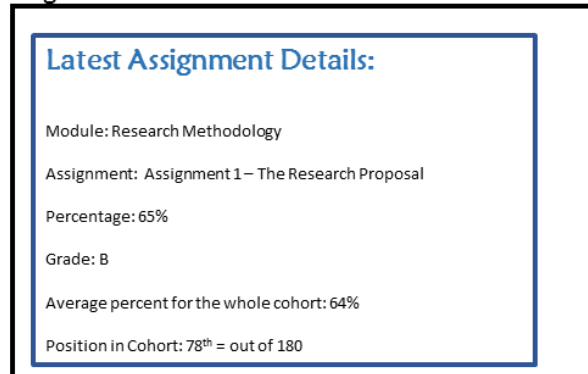 Latest Assignment Details:
Module: Research Methodology
Assignment: Assignment 1 – The Research Proposal
Percentage: 65%
Grade: B
Average percent for the whole cohort: 64%
Position in Cohort: 78th = out of 180